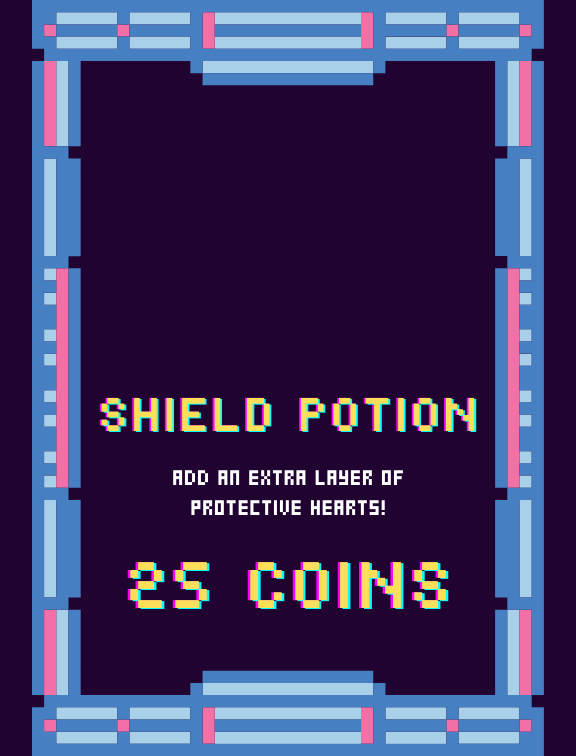 SHIELD POTION
ADD AN EXTRA LAYER OF
PROTECTIVE HEARTS!
25 COINS